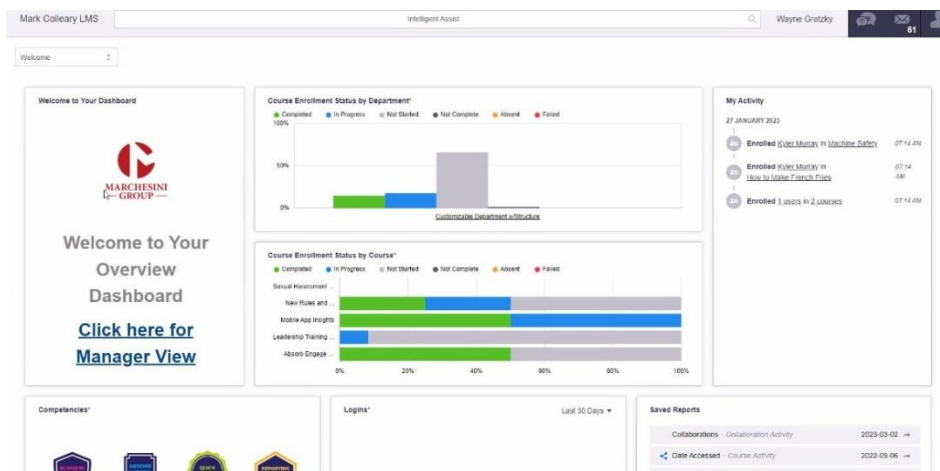 Mark Colleary LMS
Intelligent Assist
Wayne Gretzky
61
Welcome
Welcome to Your Dashboard
MARCHESINI
GROUP
Welcome to Your
Overview
Dashboard
Click here for
Manager View
Course Enrollment Status by Department*
Completed In Progress Not Started Not Complete Absent Failed
100%
50%
0%
Customizable Department w/Structure
Course Enrollment Status by Course*
Completed In Progress Not Started Not Complete Absent Failed
Sexual Harassment ...
New Rules and ...
Mobile App Insights
Leadership Training ...
Absorb Engage ...
0% 20% 40% 60% 80% 100%
My Activity
27 JANUARY 2023
Enrolled Kyler Murray in Machine Safety 07:14 AM
Enrolled Kyler Murray in 07:14
How to Make French Fries AM
Enrolled 1 users in 2 courses 07:14 AM
Competencies*
ABSORB
QUICK
REPORTING
Logins*
Last 30 Days
Saved Reports
Collaborations - Collaboration Activity 2023-03-02
Date Accessed - Course Activity 2022-09-06